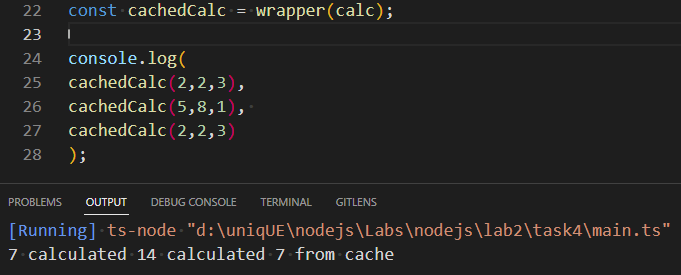 22 const cachedCalc = wrapper(calc);
23
24 console.log(
25 cachedCalc(2,2,3),
26 cachedCalc(5,8,1),
27 cachedCalc(2,2,3)
28 );
PROBLEMS OUTPUT DEBUG CONSOLE TERMINAL GITLENS
[Running] ts-node "d:\uniqUE\nodejs\Labs\nodejs\lab2\task4\main.ts"
7 calculated 14 calculated 7 from cache